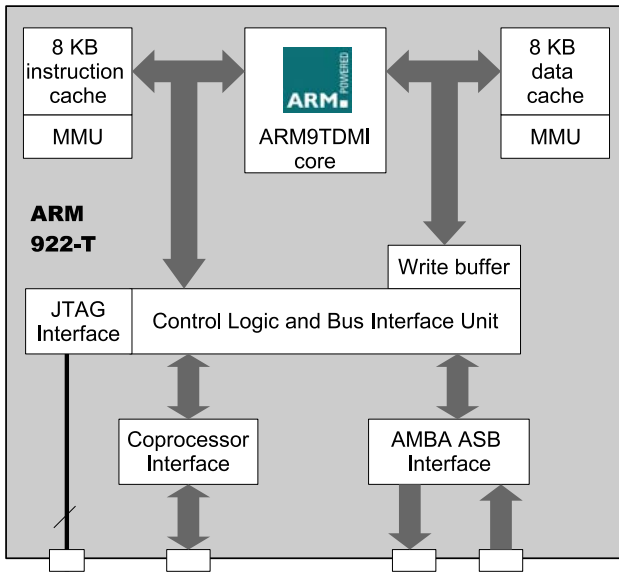 8 KB
instruction
cache
MMU
ARM
POWERED
ARM9TDMI
core
8 KB
data
cache
MMU
ARM
922-T
Write buffer
JTAG
Interface
Control Logic and Bus Interface Unit
Coprocessor
Interface
AMBA ASB
Interface